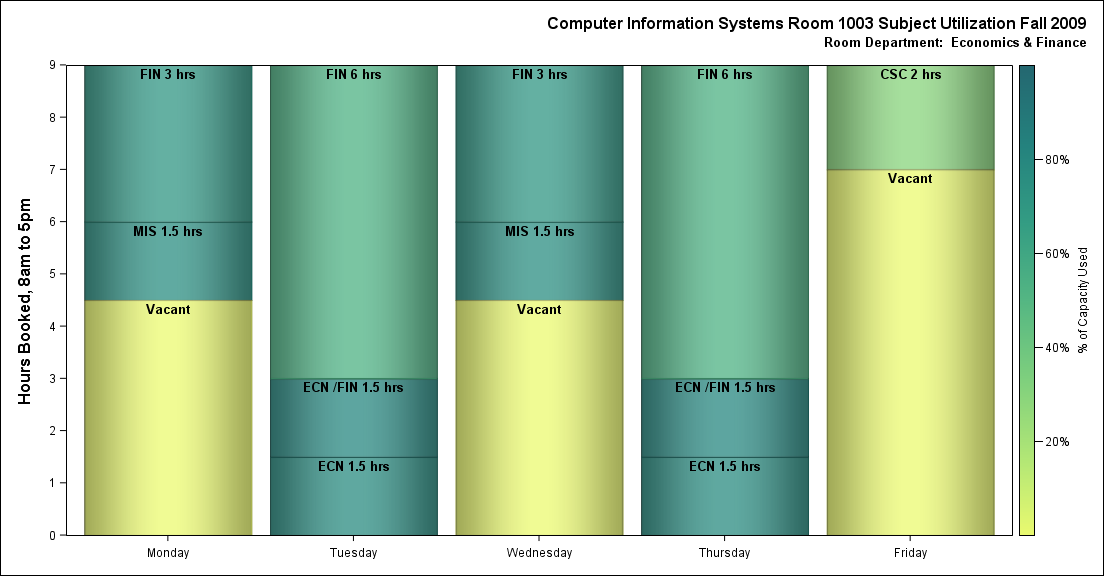 Computer Information Systems Room 1003 Subject Utilization Fall 2009
Room Department:  Economics & Finance
Hours Booked, 8am to 5pm
9
8
7
6
5
4
3
2
1
0
FIN 3 hrs
MIS 1.5 hrs
Vacant
FIN 6 hrs
ECN /FIN 1.5 hrs
ECN 1.5 hrs
FIN 3 hrs
MIS 1.5 hrs
Vacant
FIN 6 hrs
ECN /FIN 1.5 hrs
ECN 1.5 hrs
CSC 2 hrs
Vacant
Monday
Tuesday
Wednesday
Thursday
Friday
80%
60%
40%
20%
% of Capacity Used